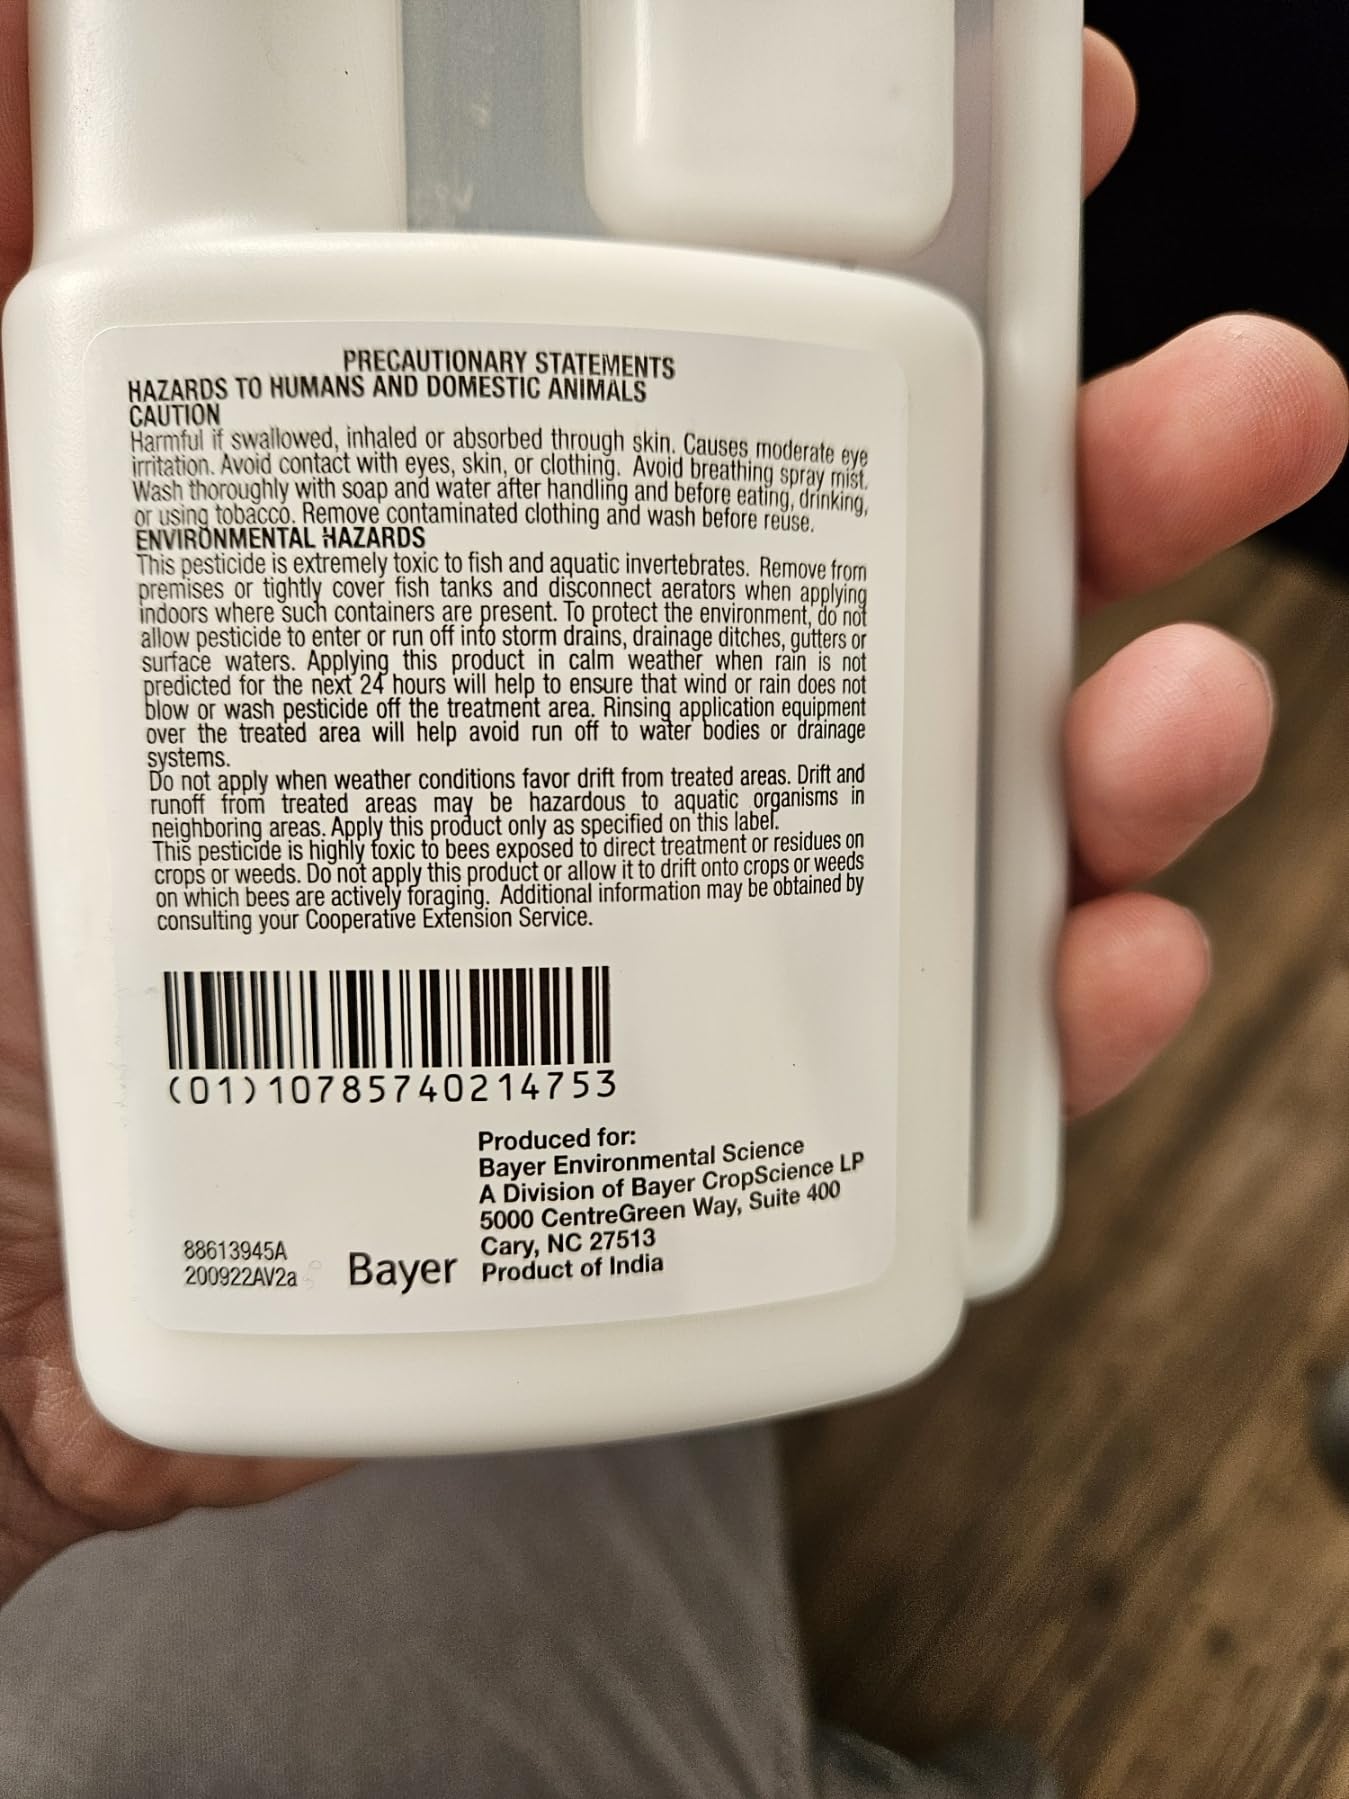 PRECAUTIONARY STATEMENTS
HAZARDS TO HUMANS AND DOMESTIC ANIMALS
CAUTION
Harmful if swallowed, inhaled or absorbed through skin. Causes moderate eye
irritation. Avoid contact with eyes, skin, or clothing. Avoid breathing spray mist.
Wash thoroughly with soap and water after handling and before eating, drinking,
or using tobacco. Remove contaminated clothing and wash before reuse.
ENVIRONMENTAL HAZARDS
This pesticide is extremely toxic to fish and aquatic invertebrates. Remove from
premises or tightly cover fish tanks and disconnect aerators when applying
indoors where such containers are present. To protect the environment, do not
allow pesticide to enter or run off into storm drains, drainage ditches, gutters or
surface waters. Applying this product in calm weather when rain is not
predicted for the next 24 hours will help to ensure that wind or rain does not
blow or wash pesticide off the treatment area. Rinsing application equipment
over the treated area will help avoid run off to water bodies or drainage
systems.
Do not apply when weather conditions favor drift from treated areas. Drift and
runoff from treated areas may be hazardous to aquatic organisms in
neighboring areas. Apply this product only as specified on this label.
This pesticide is highly toxic to bees exposed to direct treatment or residues on
crops or weeds. Do not apply this product or allow it to drift onto crops or weeds
on which bees are actively foraging. Additional information may be obtained by
consulting your Cooperative Extension Service.
(01)10785740214753
Produced for:
Bayer Environmental Science
A Division of Bayer CropScience LP
5000 CentreGreen Way, Suite 400
Cary, NC 27513
Product of India
88613945A
200922AV2a
Bayer